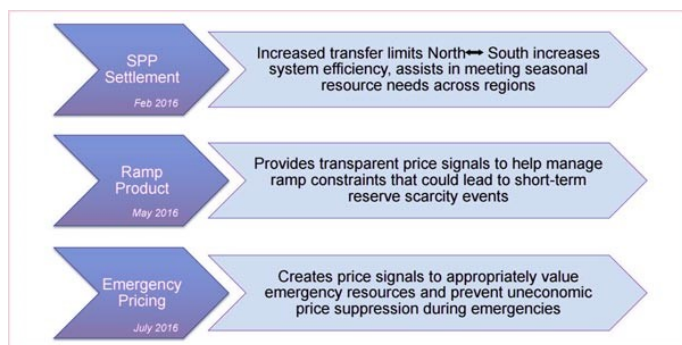 SPP
Settlement
Feb 2016
Increased transfer limits North↔ South increases
system efficiency, assists in meeting seasonal
resource needs across regions
Ramp
Product
May 2016
Provides transparent price signals to help manage
ramp constraints that could lead to short-term
reserve scarcity events
Emergency
Pricing
July 2016
Creates price signals to appropriately value
emergency resources and prevent uneconomic
price suppression during emergencies